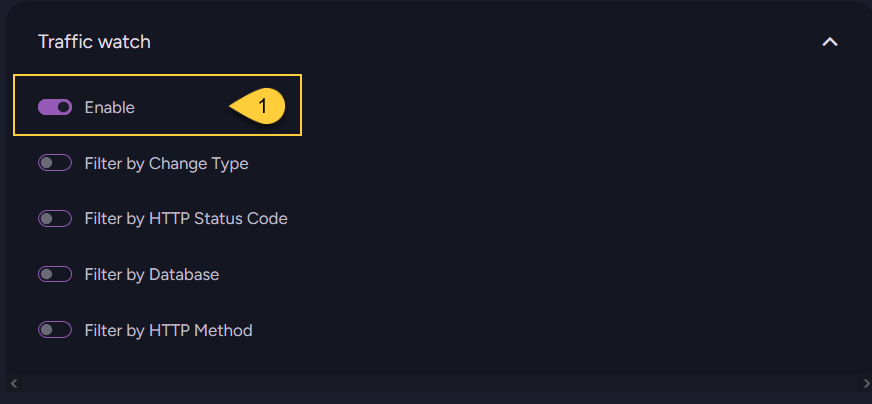 Traffic watch
Enable
1
Filter by Change Type
Filter by HTTP Status Code
Filter by Database
Filter by HTTP Method